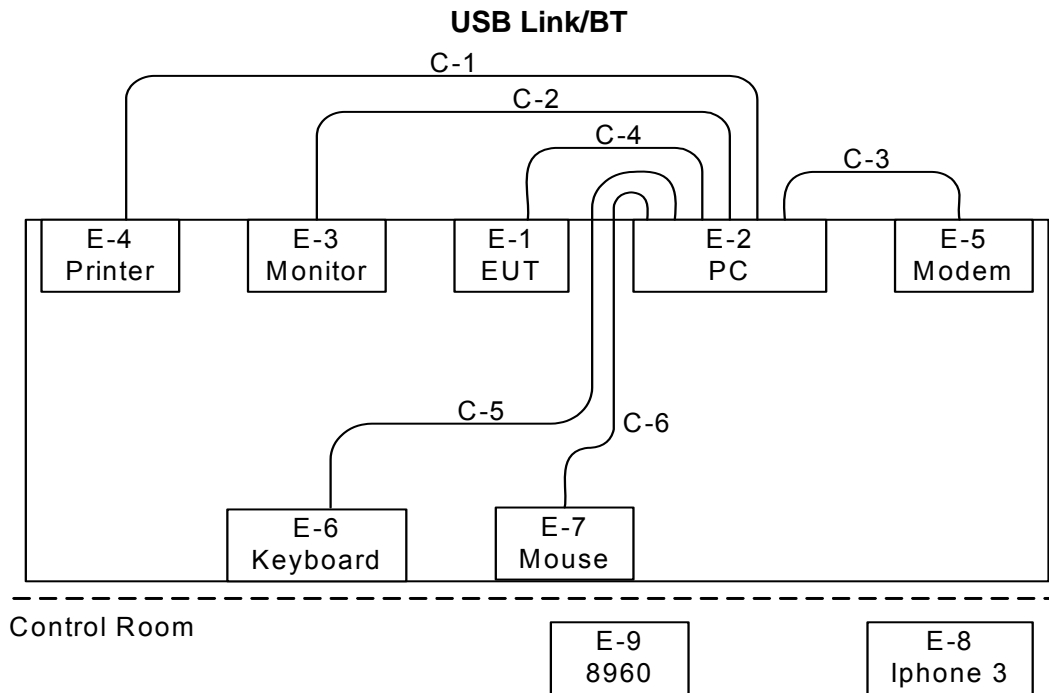 USB Link/BT
C-1
C-2
C-4
C-3
E-4
Printer
E-3
Monitor
E-1
EUT
E-2
PC
E-5
Modem
C-5
C-6
E-6
Keyboard
E-7
Mouse
Control Room
E-9
8960
E-8
Iphone 3